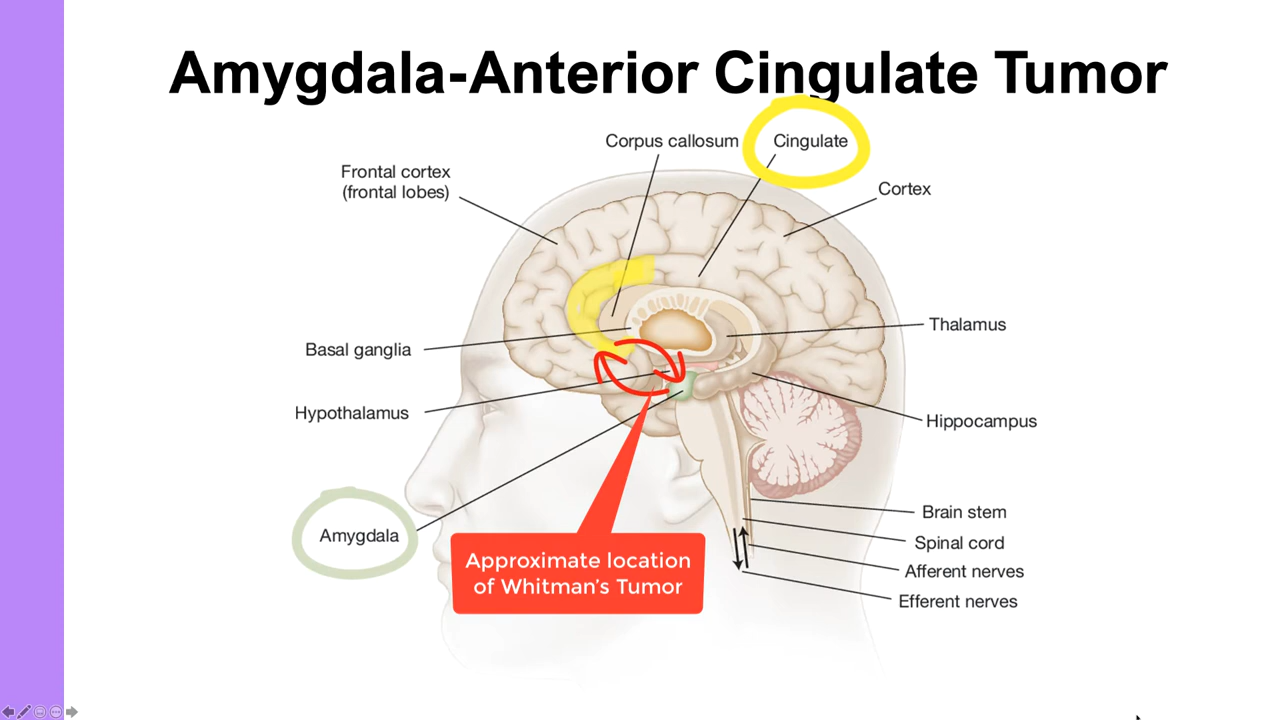 Amygdala-Anterior Cingulate Tumor
Corpus callosum
Cingulate
Frontal cortex
(frontal lobes)
Cortex
Thalamus
Basal ganglia
Hypothalamus
Hippocampus
Amygdala
Approximate location
of Whitman's Tumor
Brain stem
Spinal cord
Afferent nerves
Efferent nerves